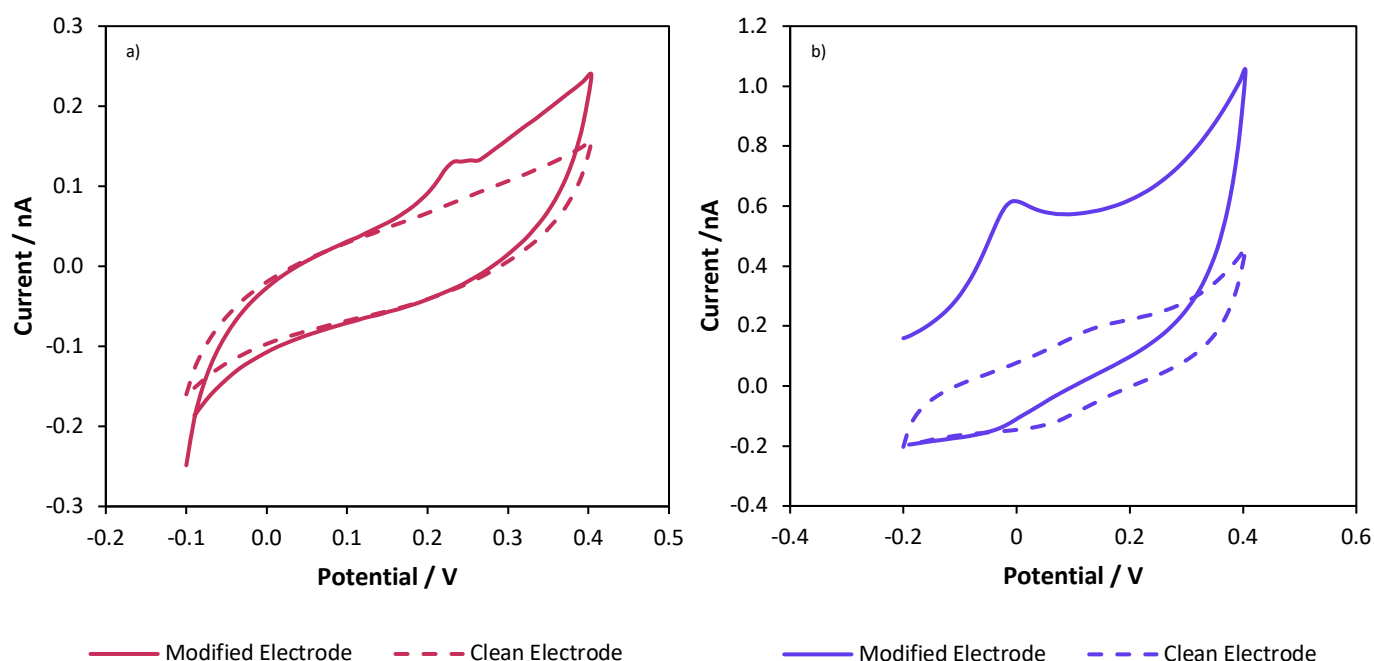 a)
0.3
0.2
0.1
0.0
-0.1
-0.2
-0.3
Current / nA
-0.2 -0.1 0.0 0.1 0.2 0.3 0.4 0.5
Potential / V
Modified Electrode Clean Electrode
b)
1.2
1.0
0.8
0.6
0.4
0.2
0.0
-0.2
-0.4
Current /nA
-0.4 -0.2 0 0.2 0.4 0.6
Potential / V
Modified Electrode Clean Electrode